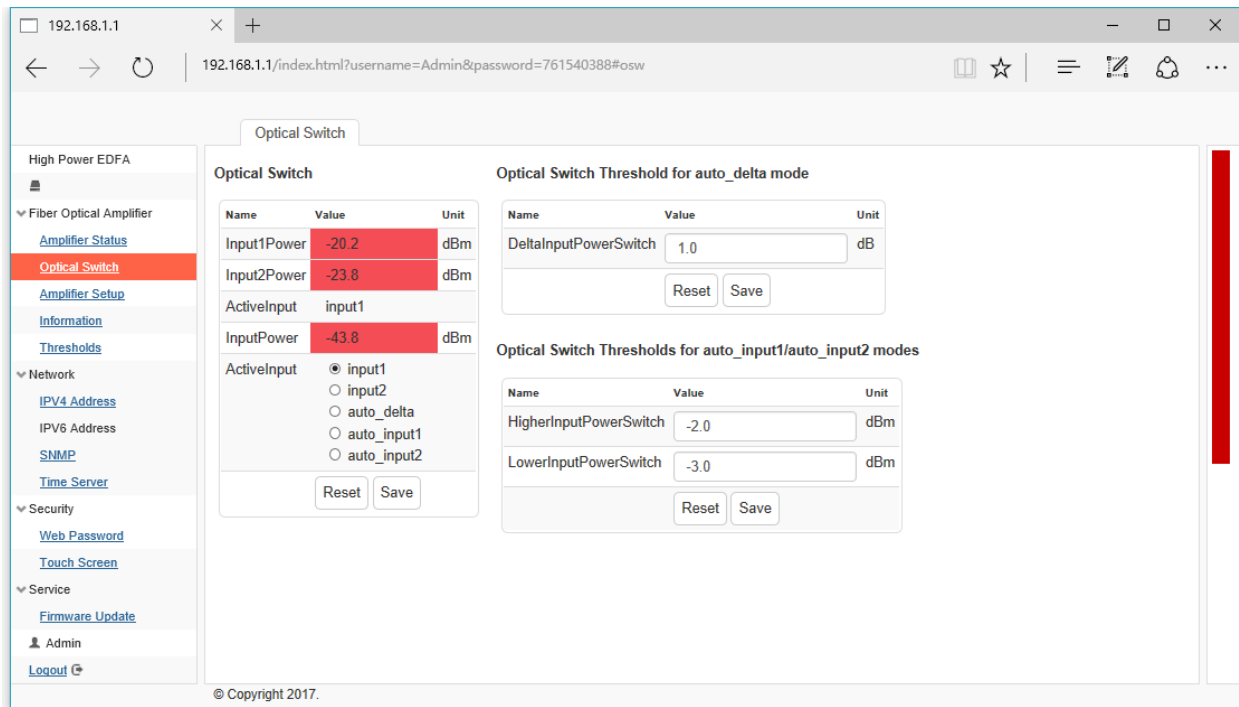 192.168.1.1
192.168.1.1/index.html?username=Admin&password=761540388#osw
Optical Switch
High Power EDFA
Fiber Optical Amplifier
Amplifier Status
Optical Switch
Amplifier Setup
Information
Thresholds
Network
IPV4 Address
IPV6 Address
SNMP
Time Server
Security
Web Password
Touch Screen
Service
Firmware Update
Admin
Logout
Optical Switch
Name Value Unit
Input1Power -20.2 dBm
Input2Power -23.8 dBm
ActiveInput input1
InputPower -43.8 dBm
ActiveInput input1
input2
auto_delta
auto_input1
auto_input2
Reset Save
Optical Switch Threshold for auto_delta mode
Name Value Unit
DeltaInputPowerSwitch 1.0 dB
Reset Save
Optical Switch Thresholds for auto_input1/auto_input2 modes
Name Value Unit
HigherInputPowerSwitch -2.0 dBm
LowerInputPowerSwitch -3.0 dBm
Reset Save
© Copyright 2017.